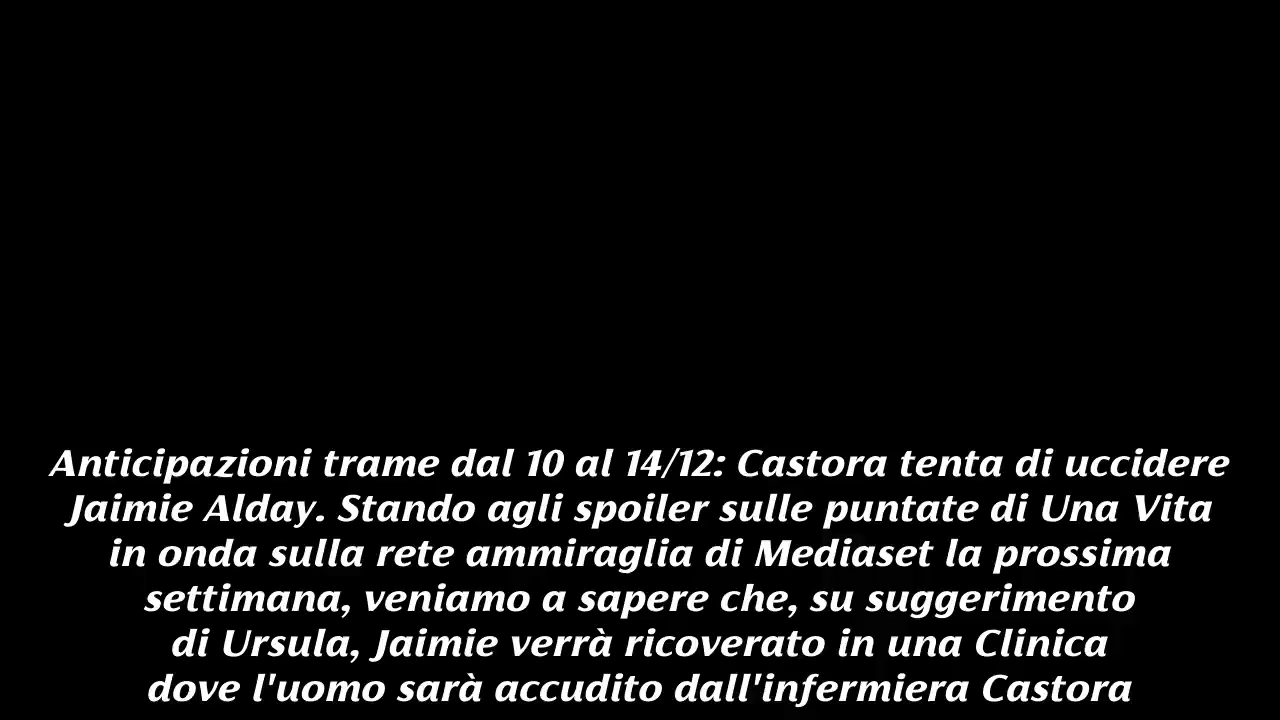 Anticipazioni trame dal 10 al 14/12: Castora tenta di uccidere
Jaimie Alday. Stando agli spoiler sulle puntate di Una Vita
in onda sulla rete ammiraglia di Mediaset la prossima
settimana, veniamo a sapere che, su suggerimento
di Ursula, Jaimie verrà ricoverato in una Clinica
dove l'uomo sarà accudito dall'infermiera Castora